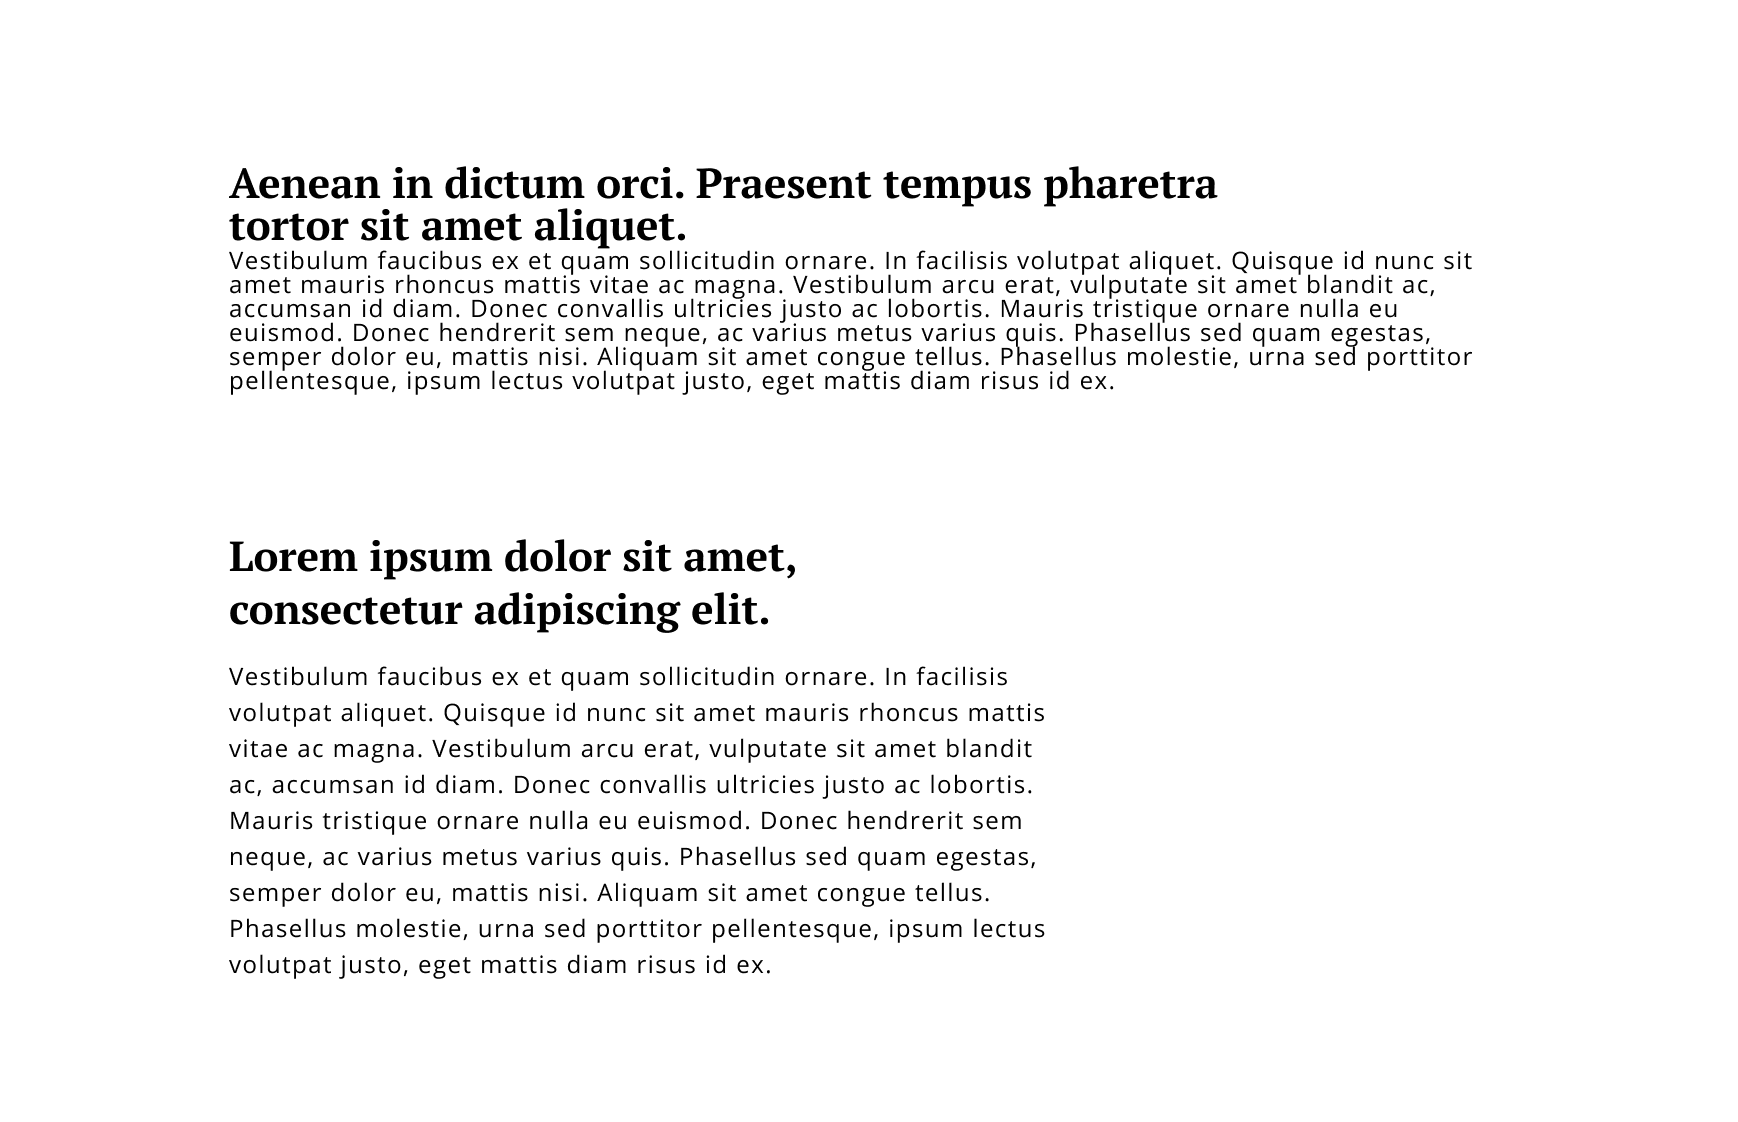 Aenean in dictum orci. Praesent tempus pharetra
tortor sit amet aliquet.
Vestibulum faucibus ex et quam sollicitudin ornare. In facilisis volutpat aliquet. Quisque id nunc sit
amet mauris rhoncus mattis vitae ac magna. Vestibulum arcu erat, vulputate sit amet blandit ac,
accumsan id diam. Donec convallis ultricies justo ac lobortis. Mauris tristique ornare nulla eu
euismod. Donec hendrerit sem neque, ac varius metus varius quis. Phasellus sed quam egestas,
semper dolor eu, mattis nisi. Aliquam sit amet congue tellus. Phasellus molestie, urna sed porttitor
pellentesque, ipsum lectus volutpat justo, eget mattis diam risus id ex.
Lorem ipsum dolor sit amet,
consectetur adipiscing elit.
Vestibulum faucibus ex et quam sollicitudin ornare. In facilisis
volutpat aliquet. Quisque id nunc sit amet mauris rhoncus mattis
vitae ac magna. Vestibulum arcu erat, vulputate sit amet blandit
ac, accumsan id diam. Donec convallis ultricies justo ac lobortis.
Mauris tristique ornare nulla eu euismod. Donec hendrerit sem
neque, ac varius metus varius quis. Phasellus sed quam egestas,
semper dolor eu, mattis nisi. Aliquam sit amet congue tellus.
Phasellus molestie, urna sed porttitor pellentesque, ipsum lectus
volutpat justo, eget mattis diam risus id ex.